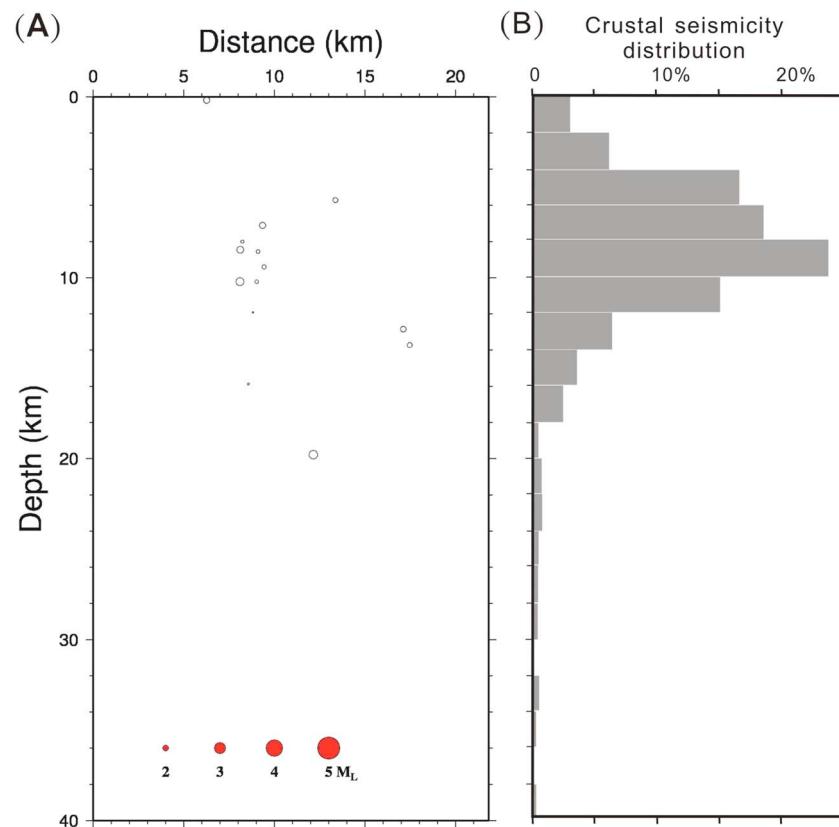 (A)
Distance (km)
0 5 10 15 20
Depth (km)
0
10
20
30
40
2 3 4 5 M_L
(B)
Crustal seismicity
distribution
0 10% 20%